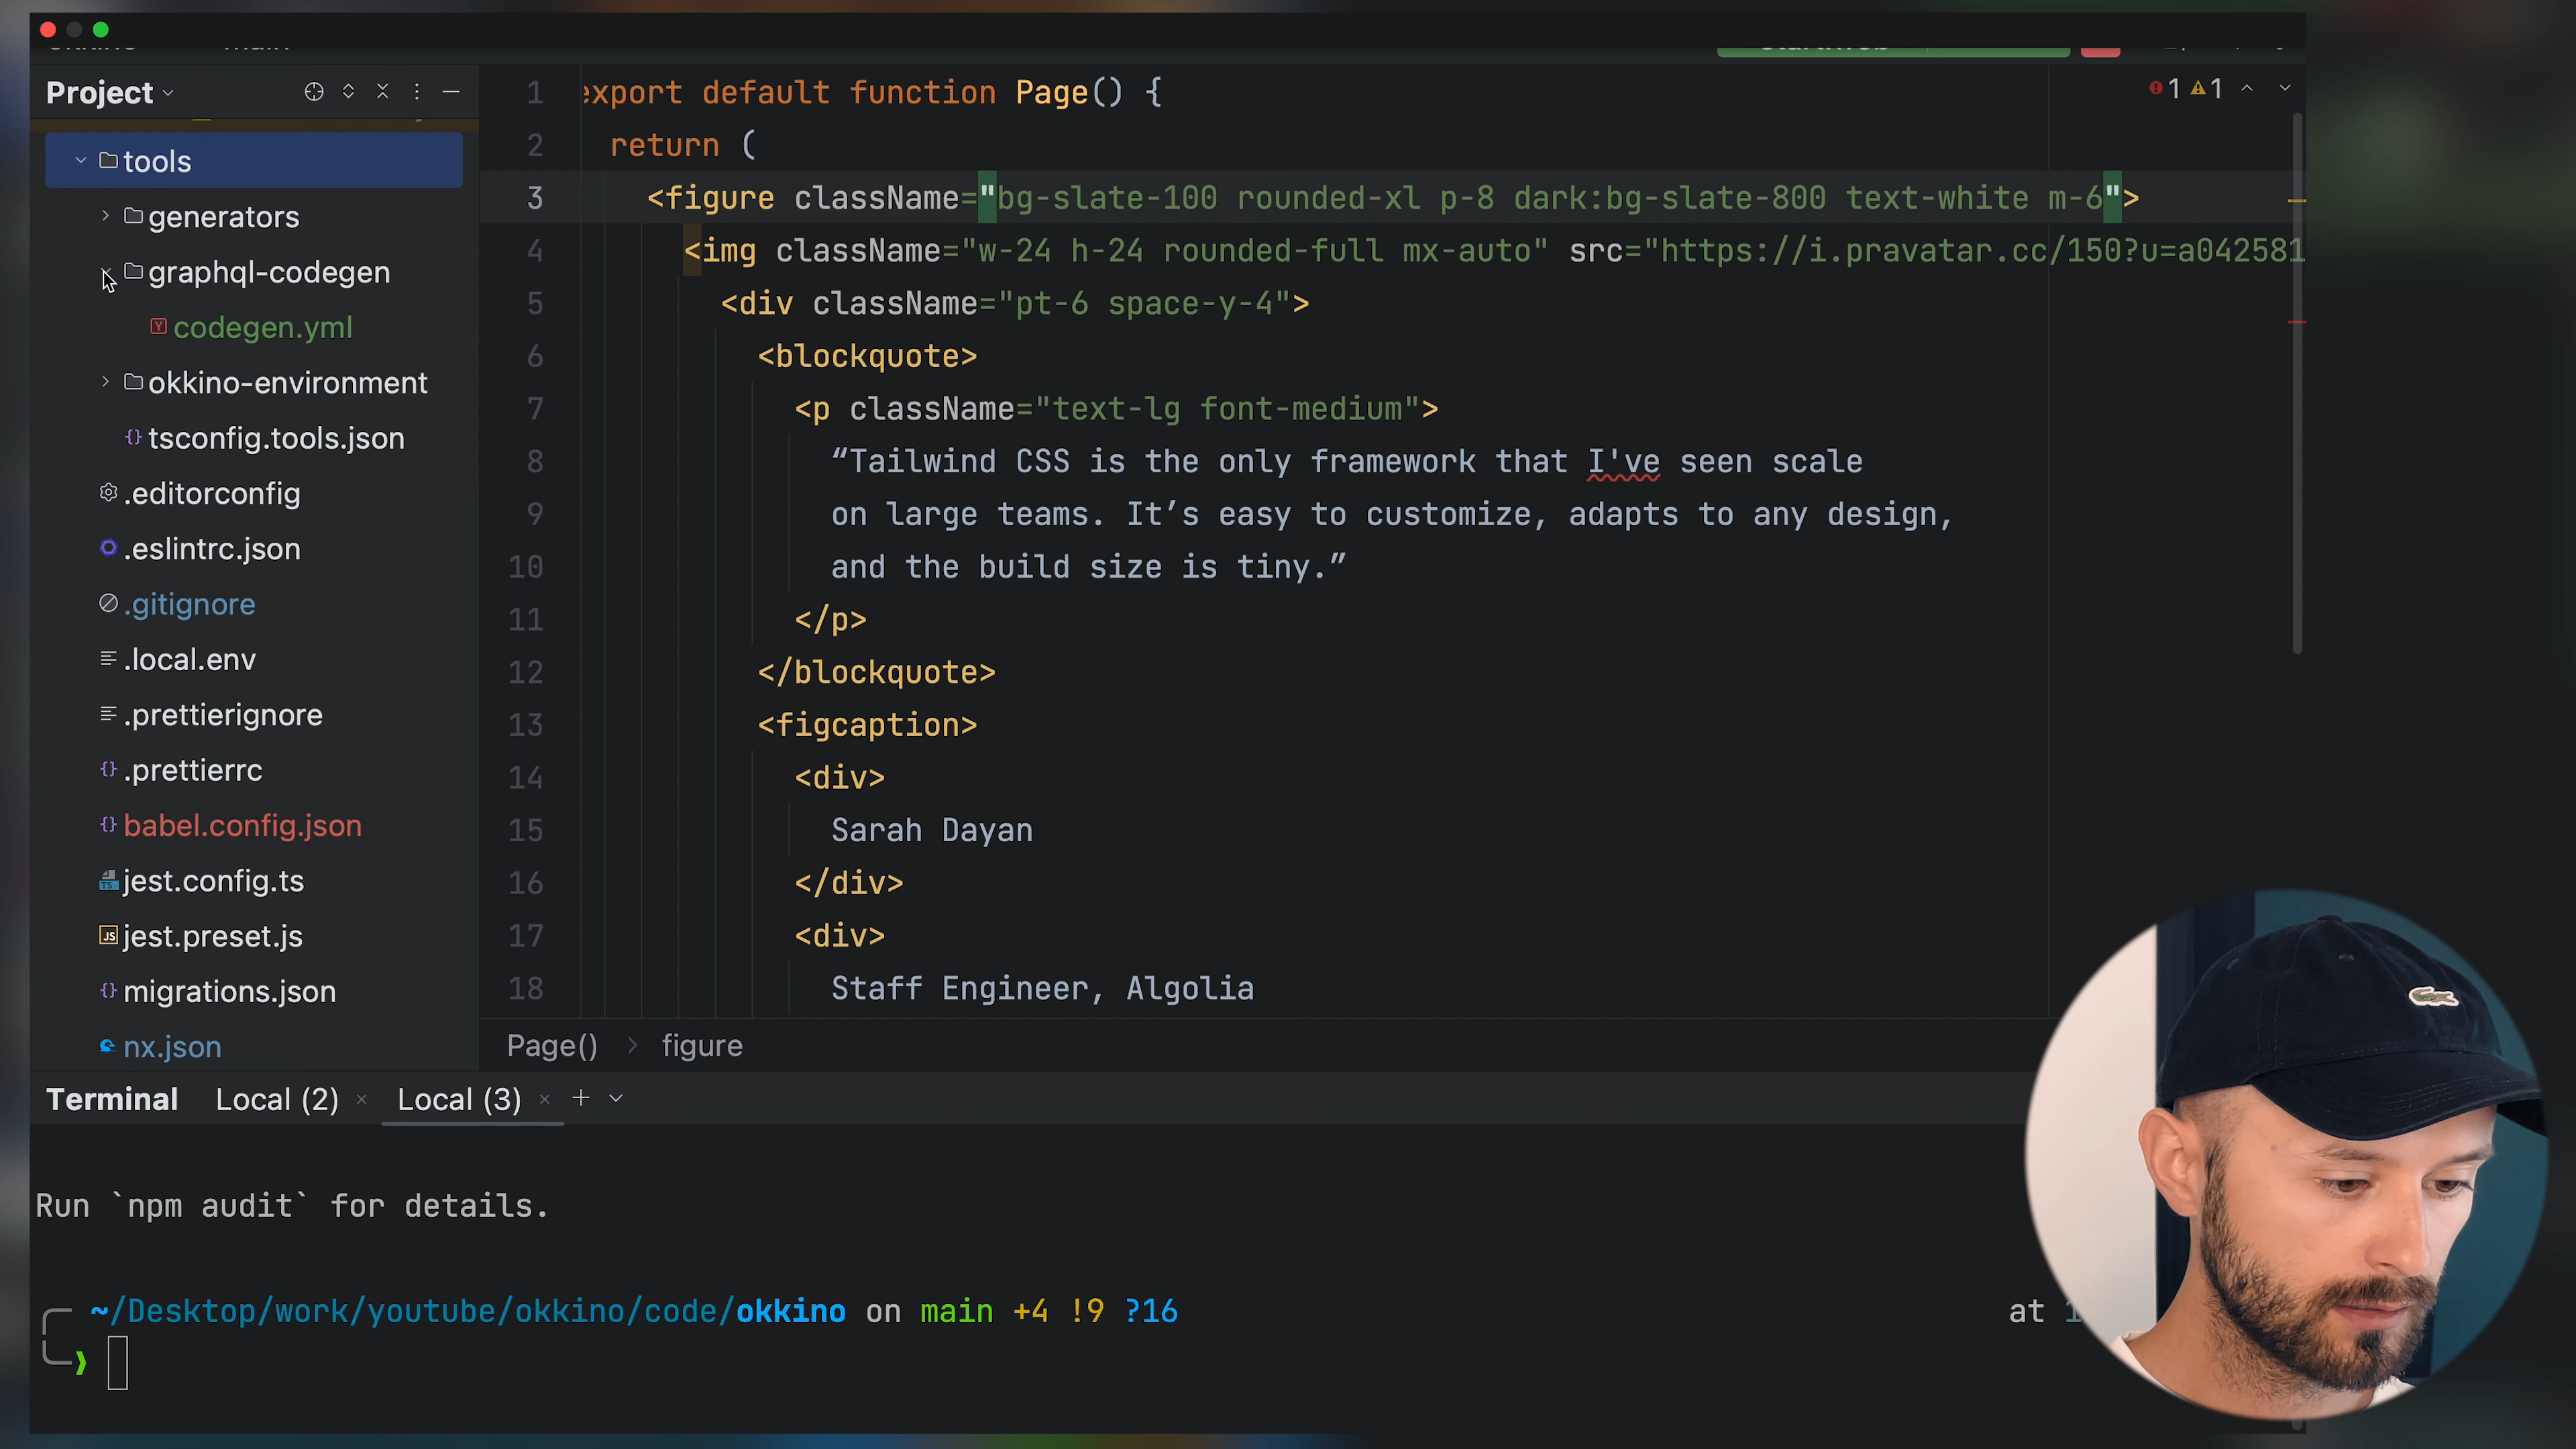 Project
tools
generators
graphql-codegen
codegen.yml
okkino-environment
tsconfig.tools.json
.editorconfig
.eslintrc.json
.gitignore
.local.env
.prettierignore
.prettierrc
babel.config.json
jest.config.ts
jest.preset.js
migrations.json
nx.json
1 export default function Page() {
2 return (
3 <figure className="bg-slate-100 rounded-xl p-8 dark:bg-slate-800 text-white m-6">
4 <img className="w-24 h-24 rounded-full mx-auto" src="https://i.pravatar.cc/150?u=a042581
5 <div className="pt-6 space-y-4">
6 <blockquote>
7 <p className="text-lg font-medium">
8 “Tailwind CSS is the only framework that I've seen scale
9 on large teams. It’s easy to customize, adapts to any design,
10 and the build size is tiny.”
11 </p>
12 </blockquote>
13 <figcaption>
14 <div>
15 Sarah Dayan
16 </div>
17 <div>
18 Staff Engineer, Algolia
1 1
Page() > figure
Terminal Local (2) × Local (3) × +
Run `npm audit` for details.
~/Desktop/work/youtube/okkino/code/okkino on main +4 !9 ?16 at
❯